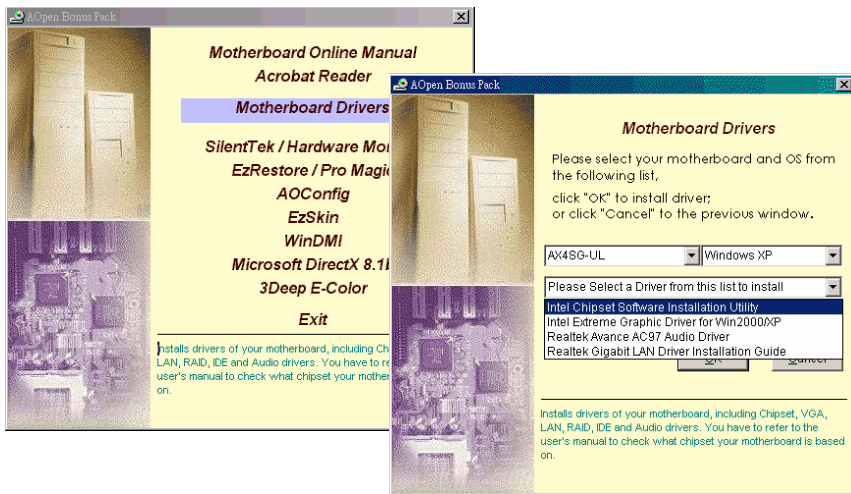 AOpen Bonus Pack
Motherboard Online Manual
Acrobat Reader
Motherboard Drivers
SilentTek / Hardware
EzRestore / Pro
AOConfig
EzSkin
WinDMI
Microsoft DirectX
3Deep E-Color
Exit
Installs drivers of your motherboard, including
LAN, RAID, IDE and Audio drivers. You have to
user's manual to check what chipset your
on.
AOpen Bonus Pack
Motherboard Drivers
Please select your motherboard and OS from
the following list,
click "OK" to install driver;
or click "Cancel" to the previous window.
AX4SG-UL
Windows XP
Please Select a Driver from this list to install
Intel Chipset Software Installation Utility
Intel Extreme Graphic Driver for Win2000/XP
Realtek Avance AC97 Audio Driver
Realtek Gigabit LAN Driver Installation Guide
Installs drivers of your motherboard, including Chipset, VGA,
LAN, RAID, IDE and Audio drivers. You have to refer to the
user's manual to check what chipset your motherboard is based
on.